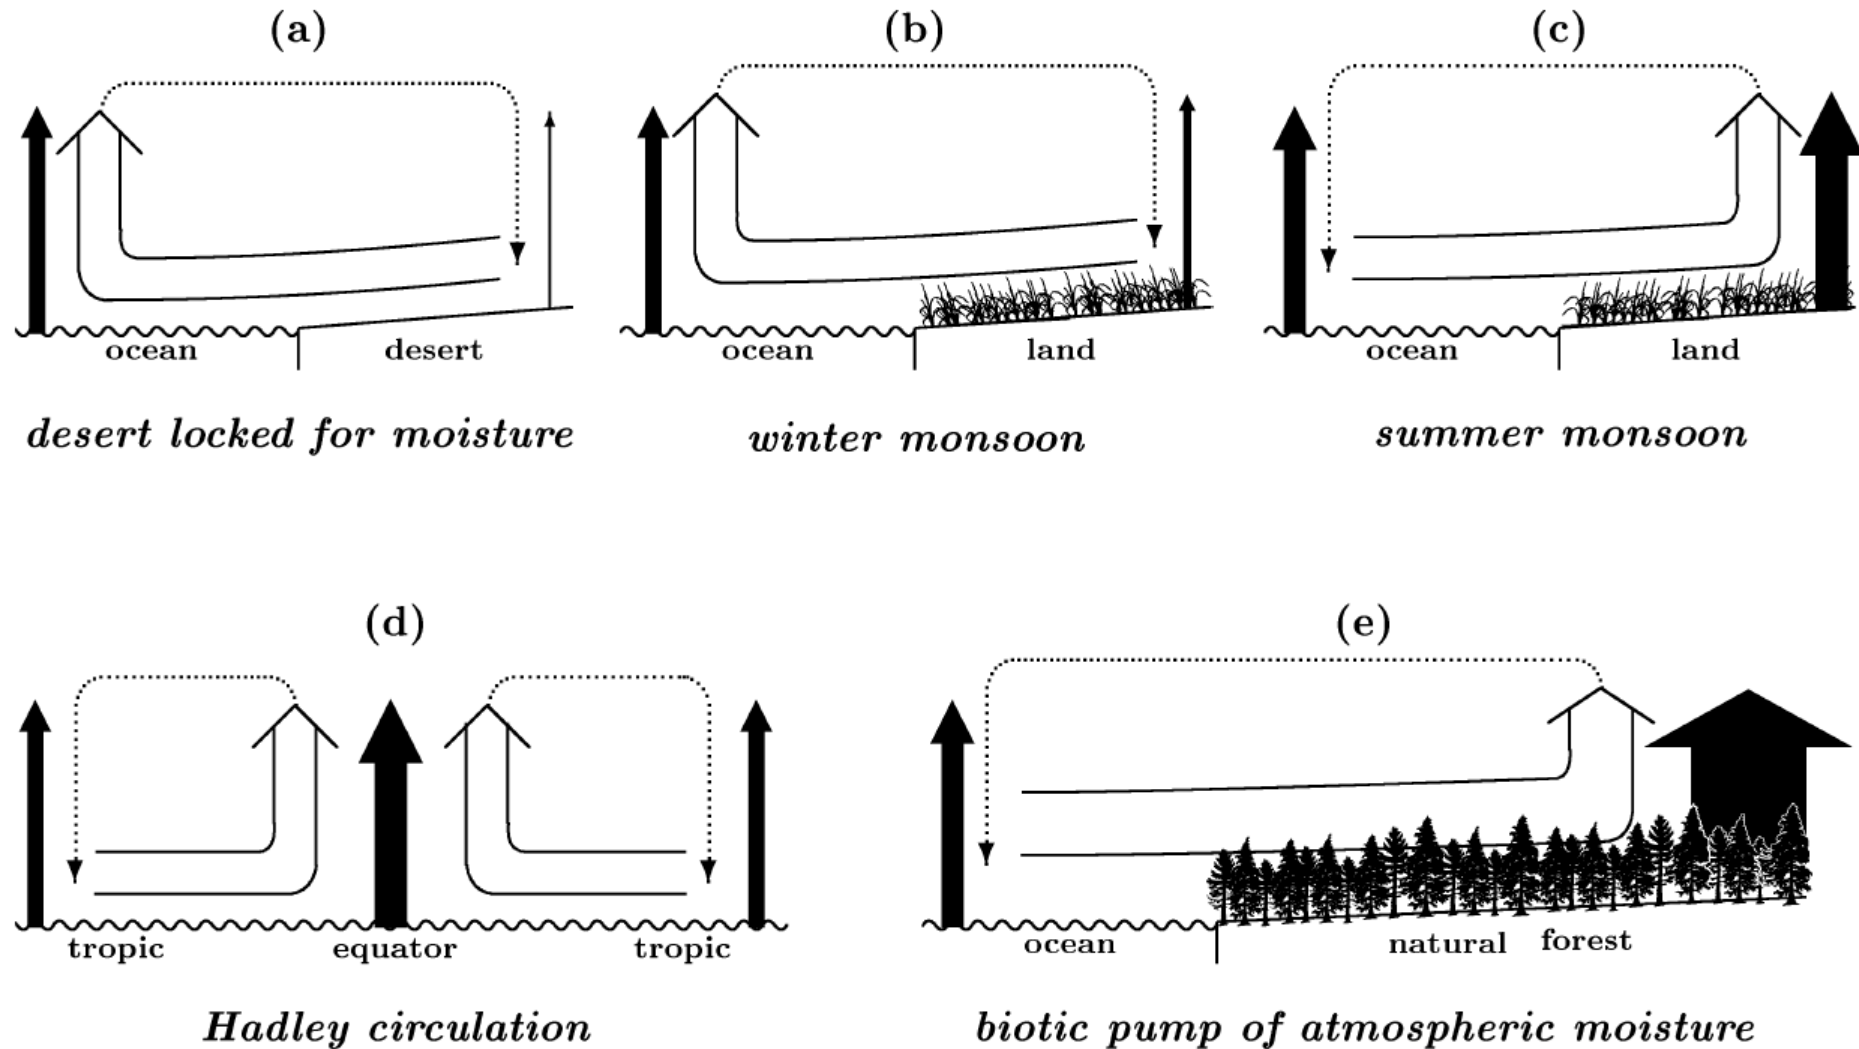 (a)
(b)
(c)
ocean
desert
ocean
land
ocean
land
desert locked for moisture
winter monsoon
summer monsoon
(d)
(e)
tropic
equator
tropic
ocean
natural forest
Hadley circulation
biotic pump of atmospheric moisture